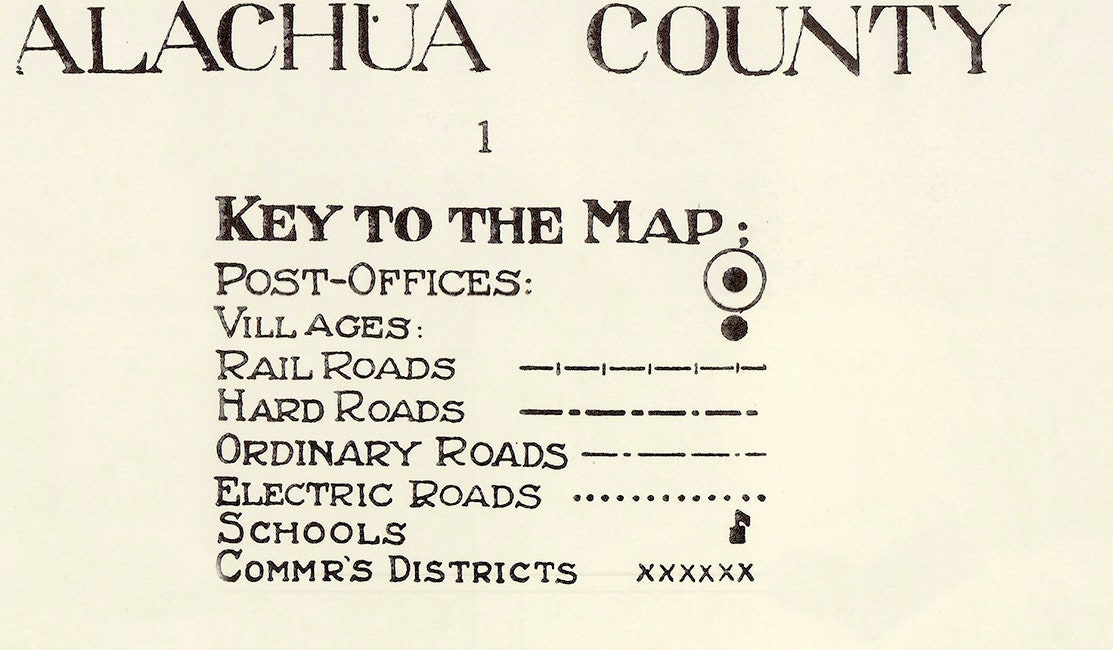 ALACHUA COUNTY
1
KEY TO THE MAP;
POST-OFFICES:
VILLAGES:
RAIL ROADS
HARD ROADS
ORDINARY ROADS
ELECTRIC ROADS
SCHOOLS
COMMR'S DISTRICTS xxxxxx